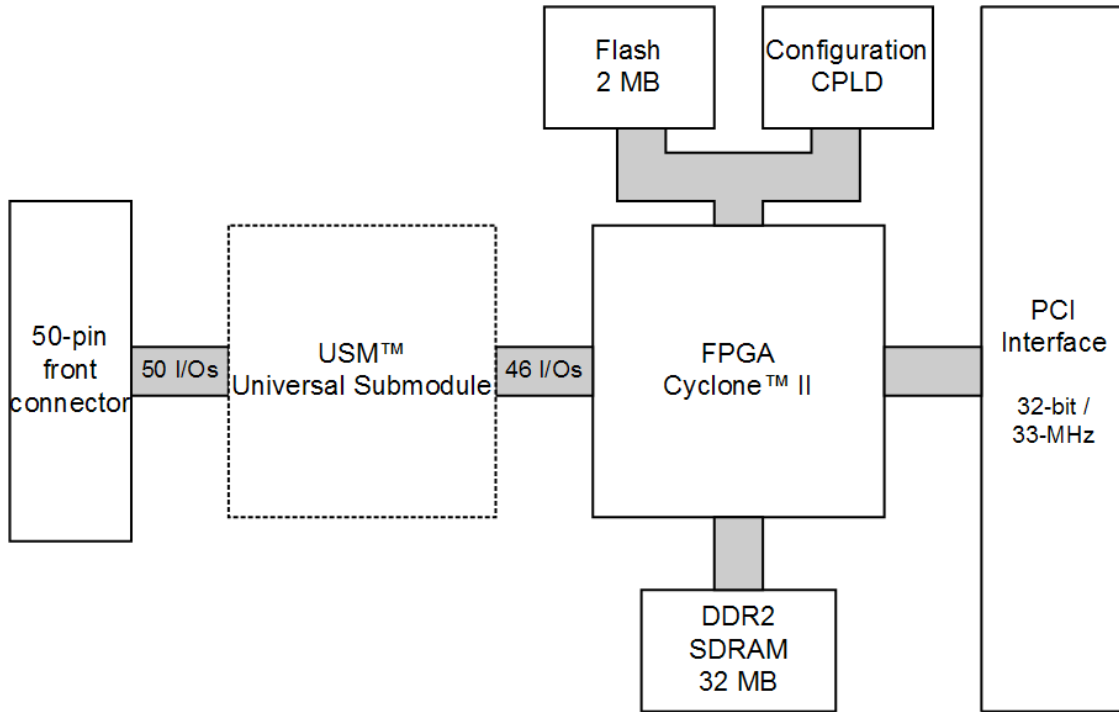 Flash
2 MB
Configuration
CPLD
50-pin
front
connector
50 I/Os
USM™
Universal Submodule
46 I/Os
FPGA
Cyclone™ II
PCI
Interface
32-bit /
33-MHz
DDR2
SDRAM
32 MB